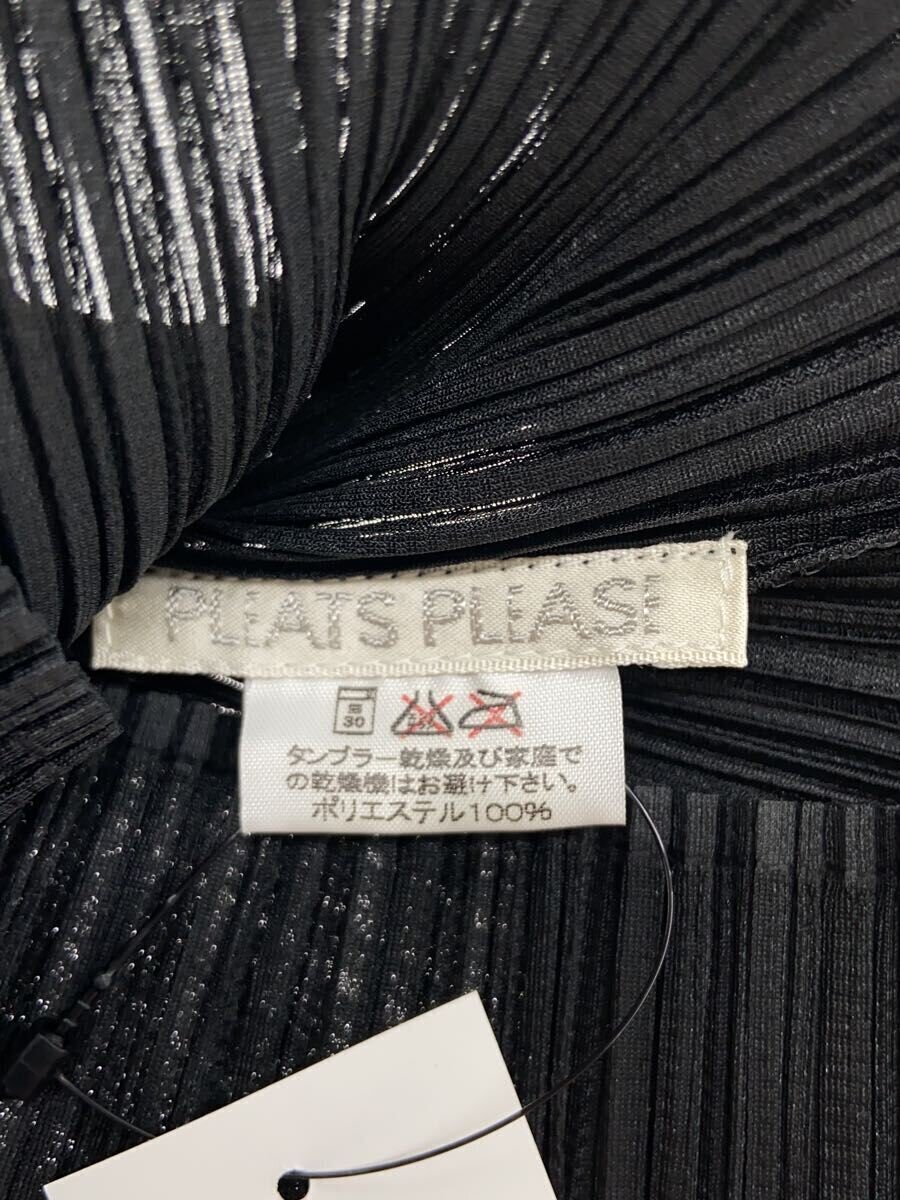 PLEATS PLEASE
弱
30
タンブラー乾燥及び家庭で
の乾燥機はお避け下さい。
ポリエステル100%